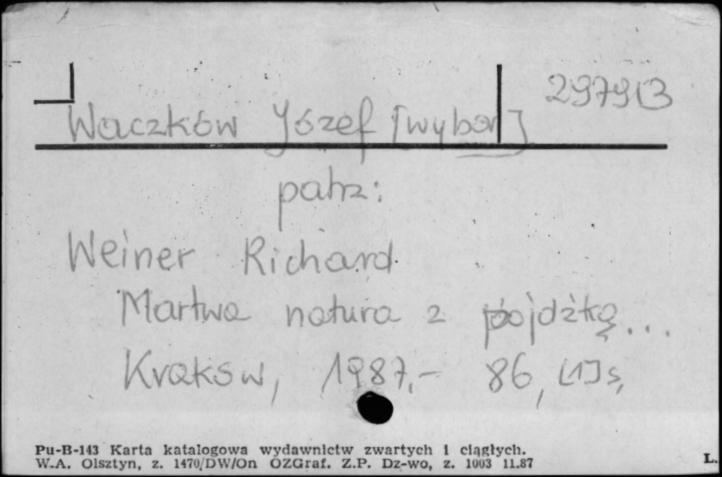 297913
Waczków Józef [wybór]
patrz:
Weiner Richard
Martwa natura z pójdźką...
Kraków, 1987.- 86, [1] s.
Pu-B-143 Karta katalogowa wydawnictw zwartych i ciągłych.
W.A. Olsztyn, z. 1470/DW/On OZGraf. Z.P. Dz-wo, z. 1003 11.87
L.